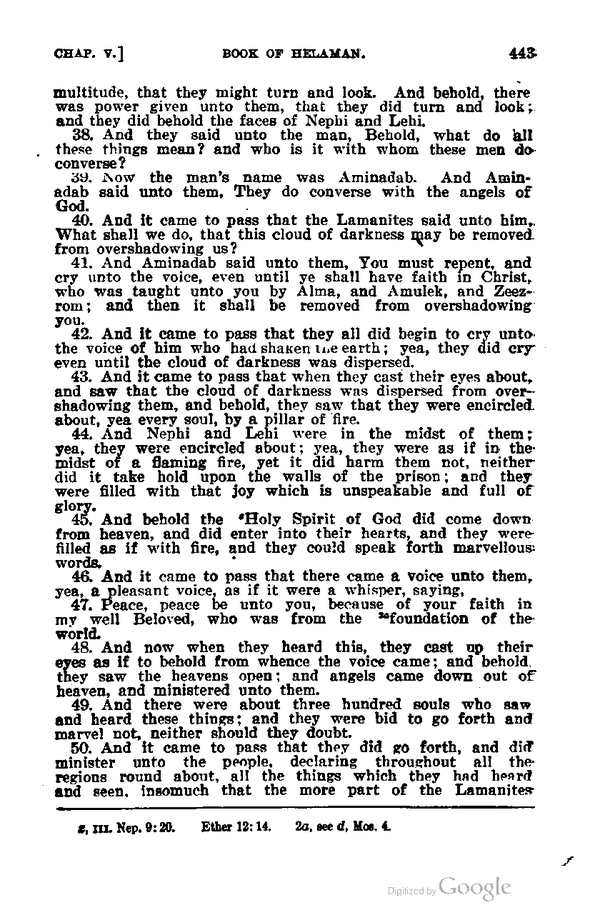 CHAP. V.] BOOK OF HELAMAN. 443
multitude, that they might turn and look. And behold, there
was power given unto them, that they did turn and look;
and they did behold the faces of Nephi and Lehi.
38. And they said unto the man, Behold, what do all
these things mean? and who is it with whom these men do
converse?
39. Now the man's name was Aminadab. And Amin-
adab said unto them, They do converse with the angels of
God.
40. And it came to pass that the Lamanites said unto him,
What shall we do, that this cloud of darkness may be removed
from overshadowing us?
41. And Aminadab said unto them, You must repent, and
cry unto the voice, even until ye shall have faith in Christ,
who was taught unto you by Alma, and Amulek, and Zeez-
rom; and then it shall be removed from overshadowing
you.
42. And it came to pass that they all did begin to cry unto
the voice of him who had shaken the earth; yea, they did cry
even until the cloud of darkness was dispersed.
43. And it came to pass that when they cast their eyes about,
and saw that the cloud of darkness was dispersed from over-
shadowing them, and behold, they saw that they were encircled
about, yea every soul, by a pillar of fire.
44. And Nephi and Lehi were in the midst of them;
yea, they were encircled about; yea, they were as if in the
midst of a flaming fire, yet it did harm them not, neither
did it take hold upon the walls of the prison; and they
were filled with that joy which is unspeakable and full of
glory.
45. And behold the Holy Spirit of God did come down
from heaven, and did enter into their hearts, and they were
filled as if with fire, and they could speak forth marvellous
words.
46. And it came to pass that there came a voice unto them,
yea, a pleasant voice, as if it were a whisper, saying,
47. Peace, peace be unto you, because of your faith in
my well Beloved, who was from the 2afoundation of the
world.
48. And now when they heard this, they cast up their
eyes as if to behold from whence the voice came; and behold,
they saw the heavens open; and angels came down out of
heaven, and ministered unto them.
49. And there were about three hundred souls who saw
and heard these things; and they were bid to go forth and
marvel not, neither should they doubt.
50. And it came to pass that they did go forth, and did
minister unto the people, declaring throughout all the
regions round about, all the things which they had heard
and seen, insomuch that the more part of the Lamanites
z, III. Nep. 9:20. Ether 12:14. 2a, see d, Mos. 4.
Digitized by Google